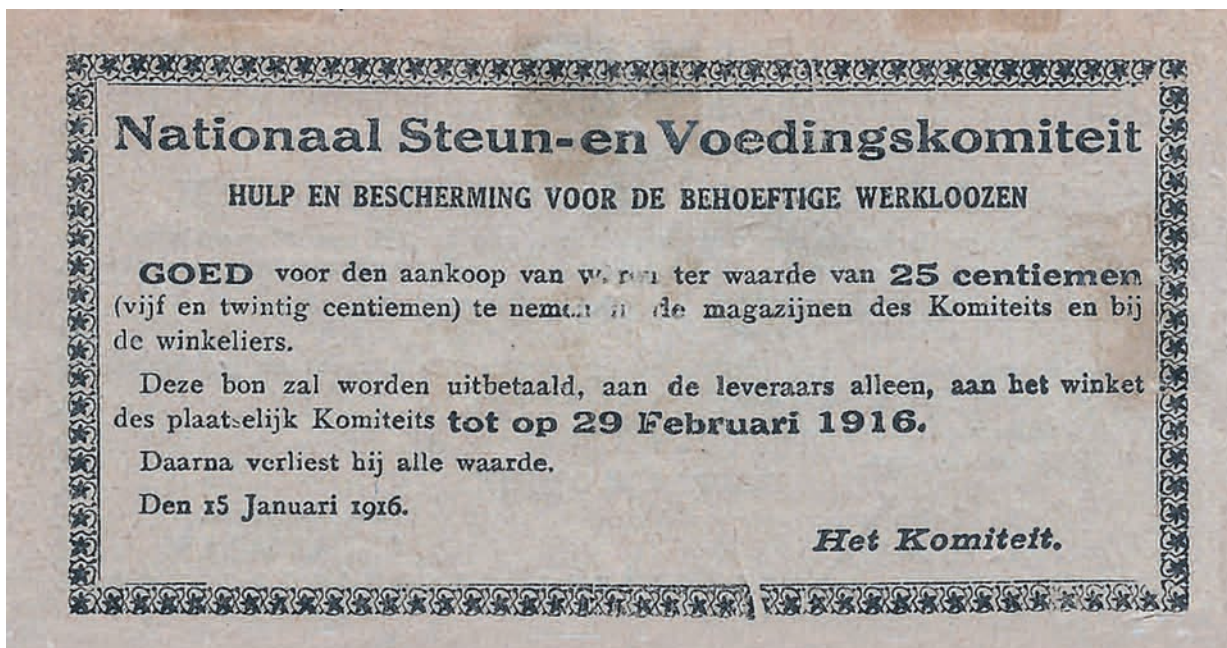 Nationaal Steun- en Voedingskomiteit
HULP EN BESCHERMING VOOR DE BEHOEFTIGE WERKLOOZEN
GOED voor den aankoop van ter waarde van 25 centiemen
(vijf en twintig centiemen) te nemen de magazijnen des Komiteits en bij
de winkeliers.
Deze bon zal worden uitbetaald, aan de leveraars alleen, aan het winket
des plaatselijk Komiteits tot op 29 Februari 1916.
Daarna verliest hij alle waarde.
Den 15 Januari 1916.
Het Komiteit.